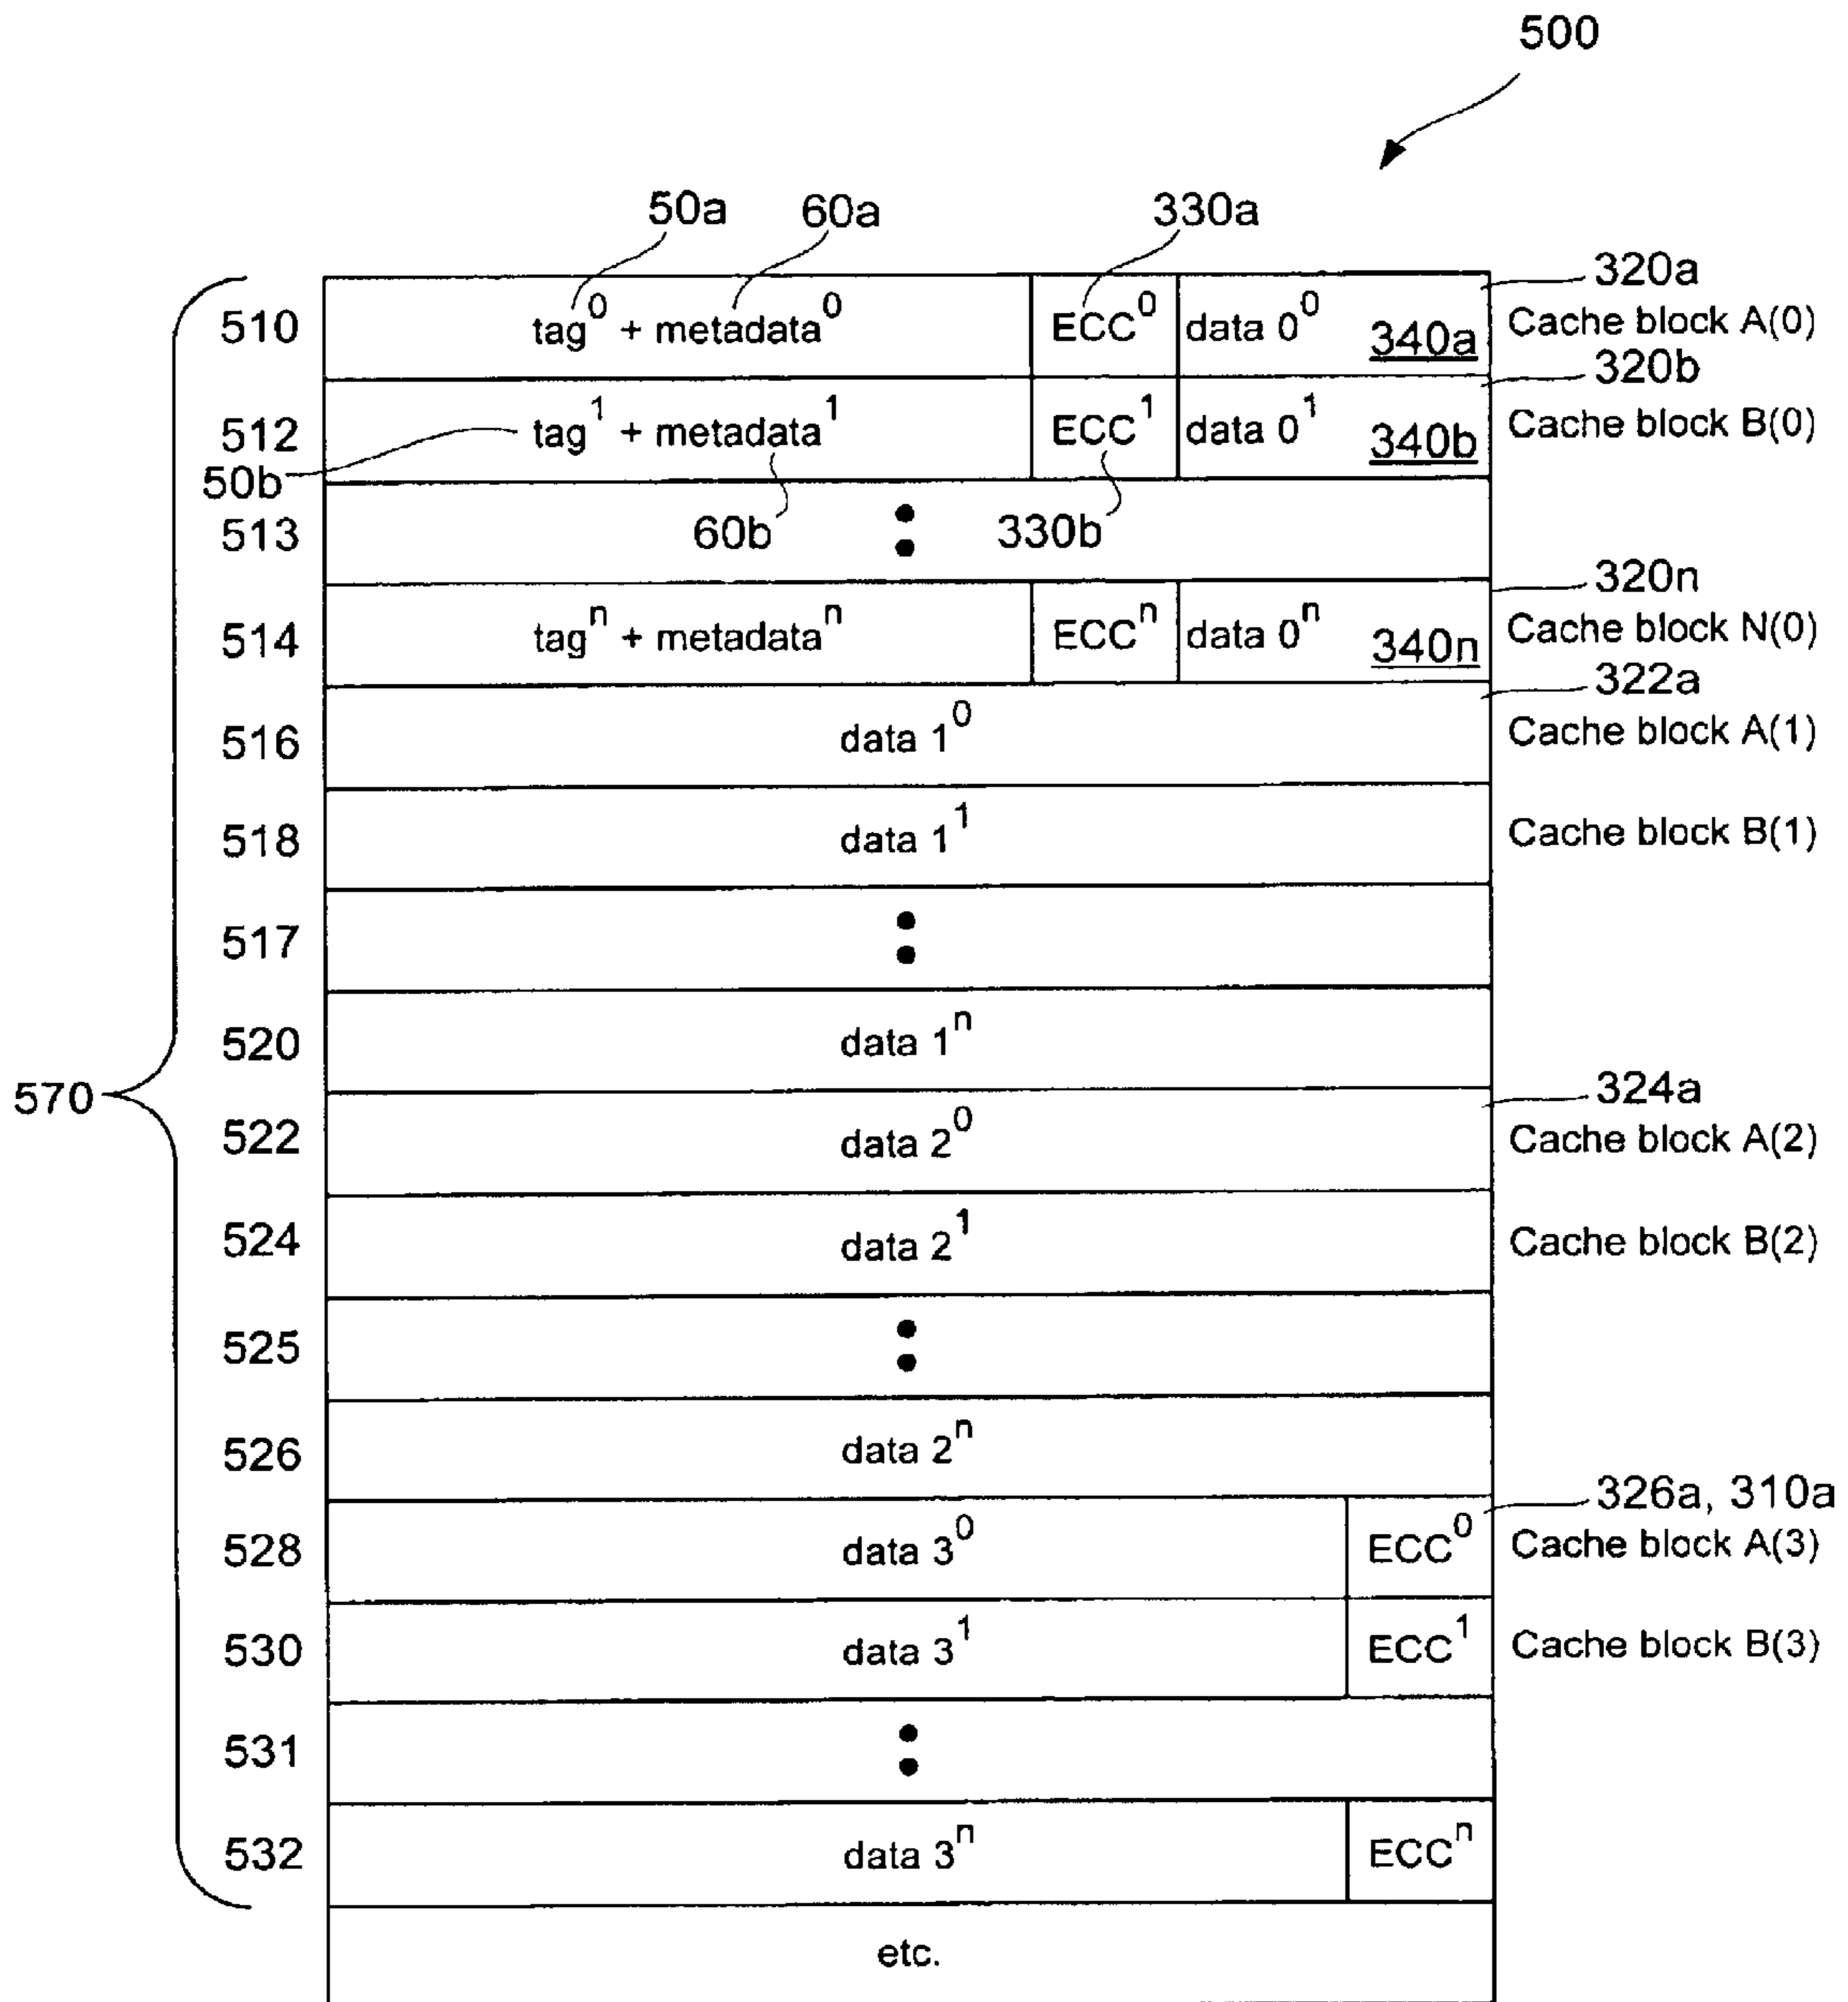 500
50a 60a 330a
320a
510 tag⁰ + metadata⁰ ECC⁰ data 0⁰ 340a Cache block A(0)
320b
512 tag¹ + metadata¹ ECC¹ data 0¹ 340b Cache block B(0)
50b
513 60b 330b
320n
514 tagⁿ + metadataⁿ ECCⁿ data 0ⁿ 340n Cache block N(0)
322a
516 data 1⁰ Cache block A(1)
518 data 1¹ Cache block B(1)
517
520 data 1ⁿ
570
324a
522 data 2⁰ Cache block A(2)
524 data 2¹ Cache block B(2)
525
526 data 2ⁿ
326a, 310a
528 data 3⁰ ECC⁰ Cache block A(3)
530 data 3¹ ECC¹ Cache block B(3)
531
532 data 3ⁿ ECCⁿ
etc.